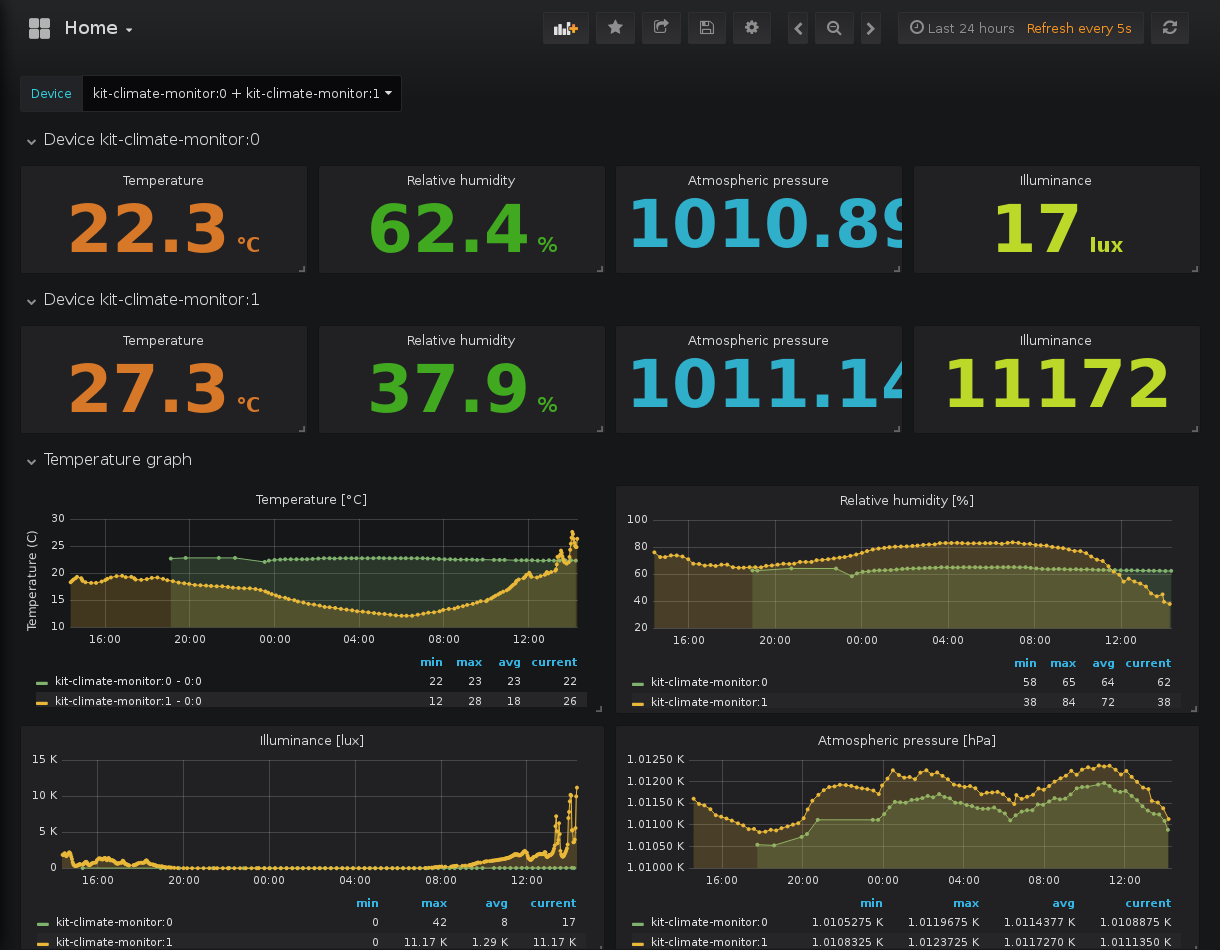 Home
Last 24 hours Refresh every 5s
Device kit-climate-monitor:0 + kit-climate-monitor:1
Device kit-climate-monitor:0
Temperature Relative humidity Atmospheric pressure Illuminance
22.3 °C 62.4 % 1010.89 17 lux
Device kit-climate-monitor:1
Temperature Relative humidity Atmospheric pressure Illuminance
27.3 °C 37.9 % 1011.14 11172
Temperature graph
Temperature [°C]
Temperature (C)
30
25
20
15
10
16:00 20:00 00:00 04:00 08:00 12:00
min max avg current
kit-climate-monitor:0 - 0:0 22 23 23 22
kit-climate-monitor:1 - 0:0 12 28 18 26
Relative humidity [%]
100
80
60
40
20
16:00 20:00 00:00 04:00 08:00 12:00
min max avg current
kit-climate-monitor:0 58 65 64 62
kit-climate-monitor:1 38 84 72 38
Illuminance [lux]
15 K
10 K
5 K
0
16:00 20:00 00:00 04:00 08:00 12:00
min max avg current
kit-climate-monitor:0 0 42 8 17
kit-climate-monitor:1 0 11.17 K 1.29 K 11.17 K
Atmospheric pressure [hPa]
1.01250 K
1.01200 K
1.01150 K
1.01100 K
1.01050 K
1.01000 K
16:00 20:00 00:00 04:00 08:00 12:00
min max avg current
kit-climate-monitor:0 1.0105275 K 1.0119675 K 1.0114377 K 1.0108875 K
kit-climate-monitor:1 1.0108325 K 1.0123725 K 1.0117270 K 1.0111350 K